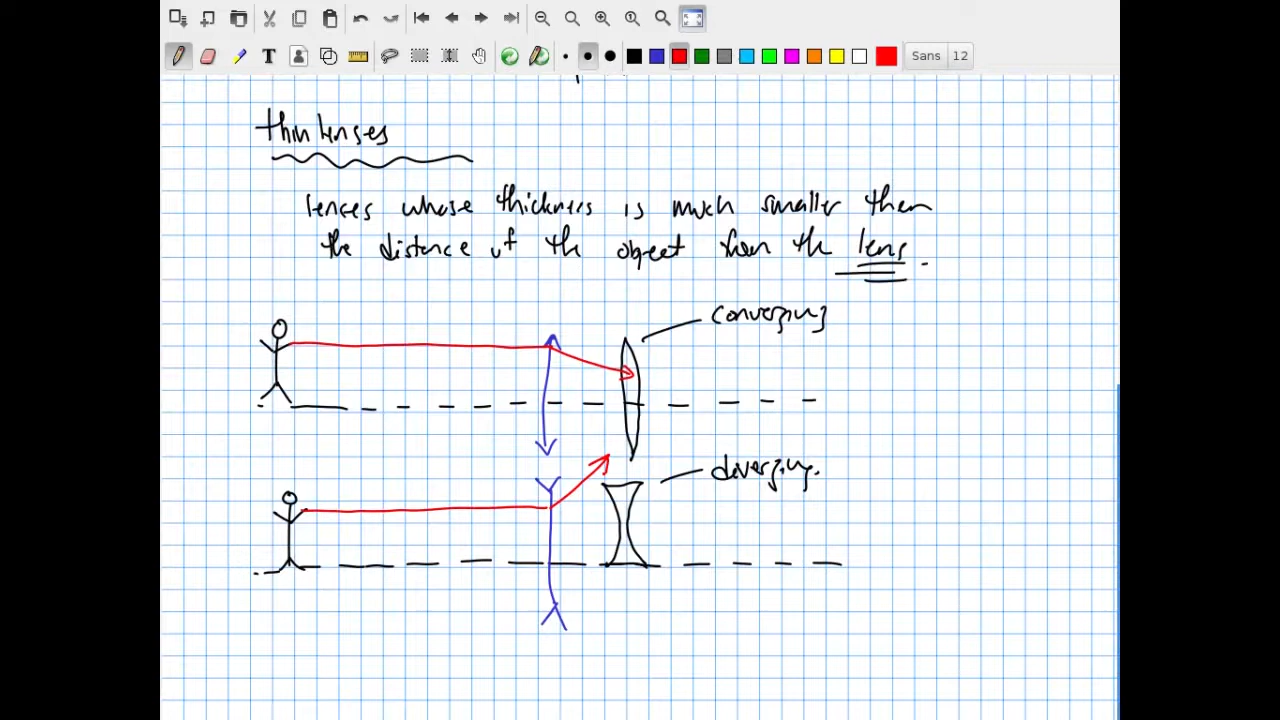 Sans 12
thin lenses
lenses whose thickness is much smaller than
the distance of the object from the lens.
converging
diverging.